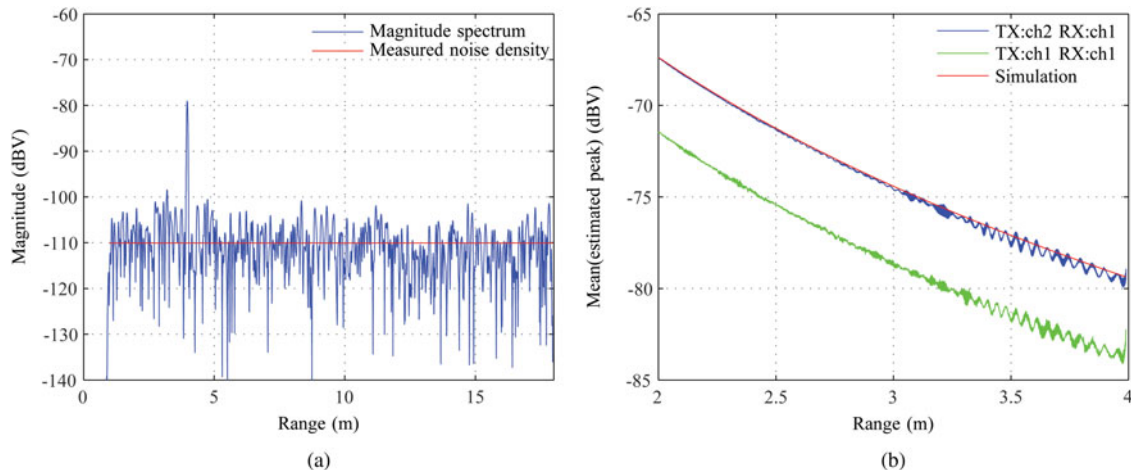 -60
-70
-80
-90
-100
-110
-120
-130
-140
Magnitude (dBV)
Magnitude spectrum
Measured noise density
0
5
10
15
Range (m)
(a)
-65
-70
-75
-80
-85
Mean(estimated peak) (dBV)
TX:ch2 RX:ch1
TX:ch1 RX:ch1
Simulation
2
2.5
3
3.5
4
Range (m)
(b)